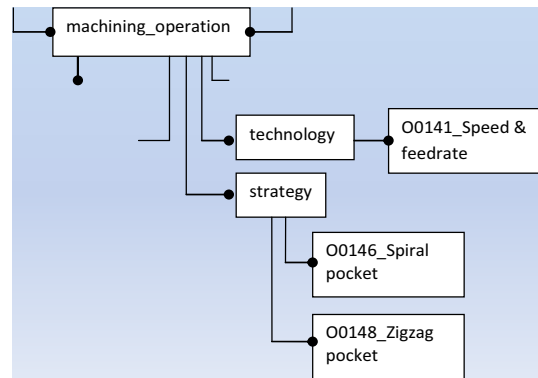 machining_operation
technology
O0141_Speed &
feedrate
strategy
O0146_Spiral
pocket
O0148_Zigzag
pocket